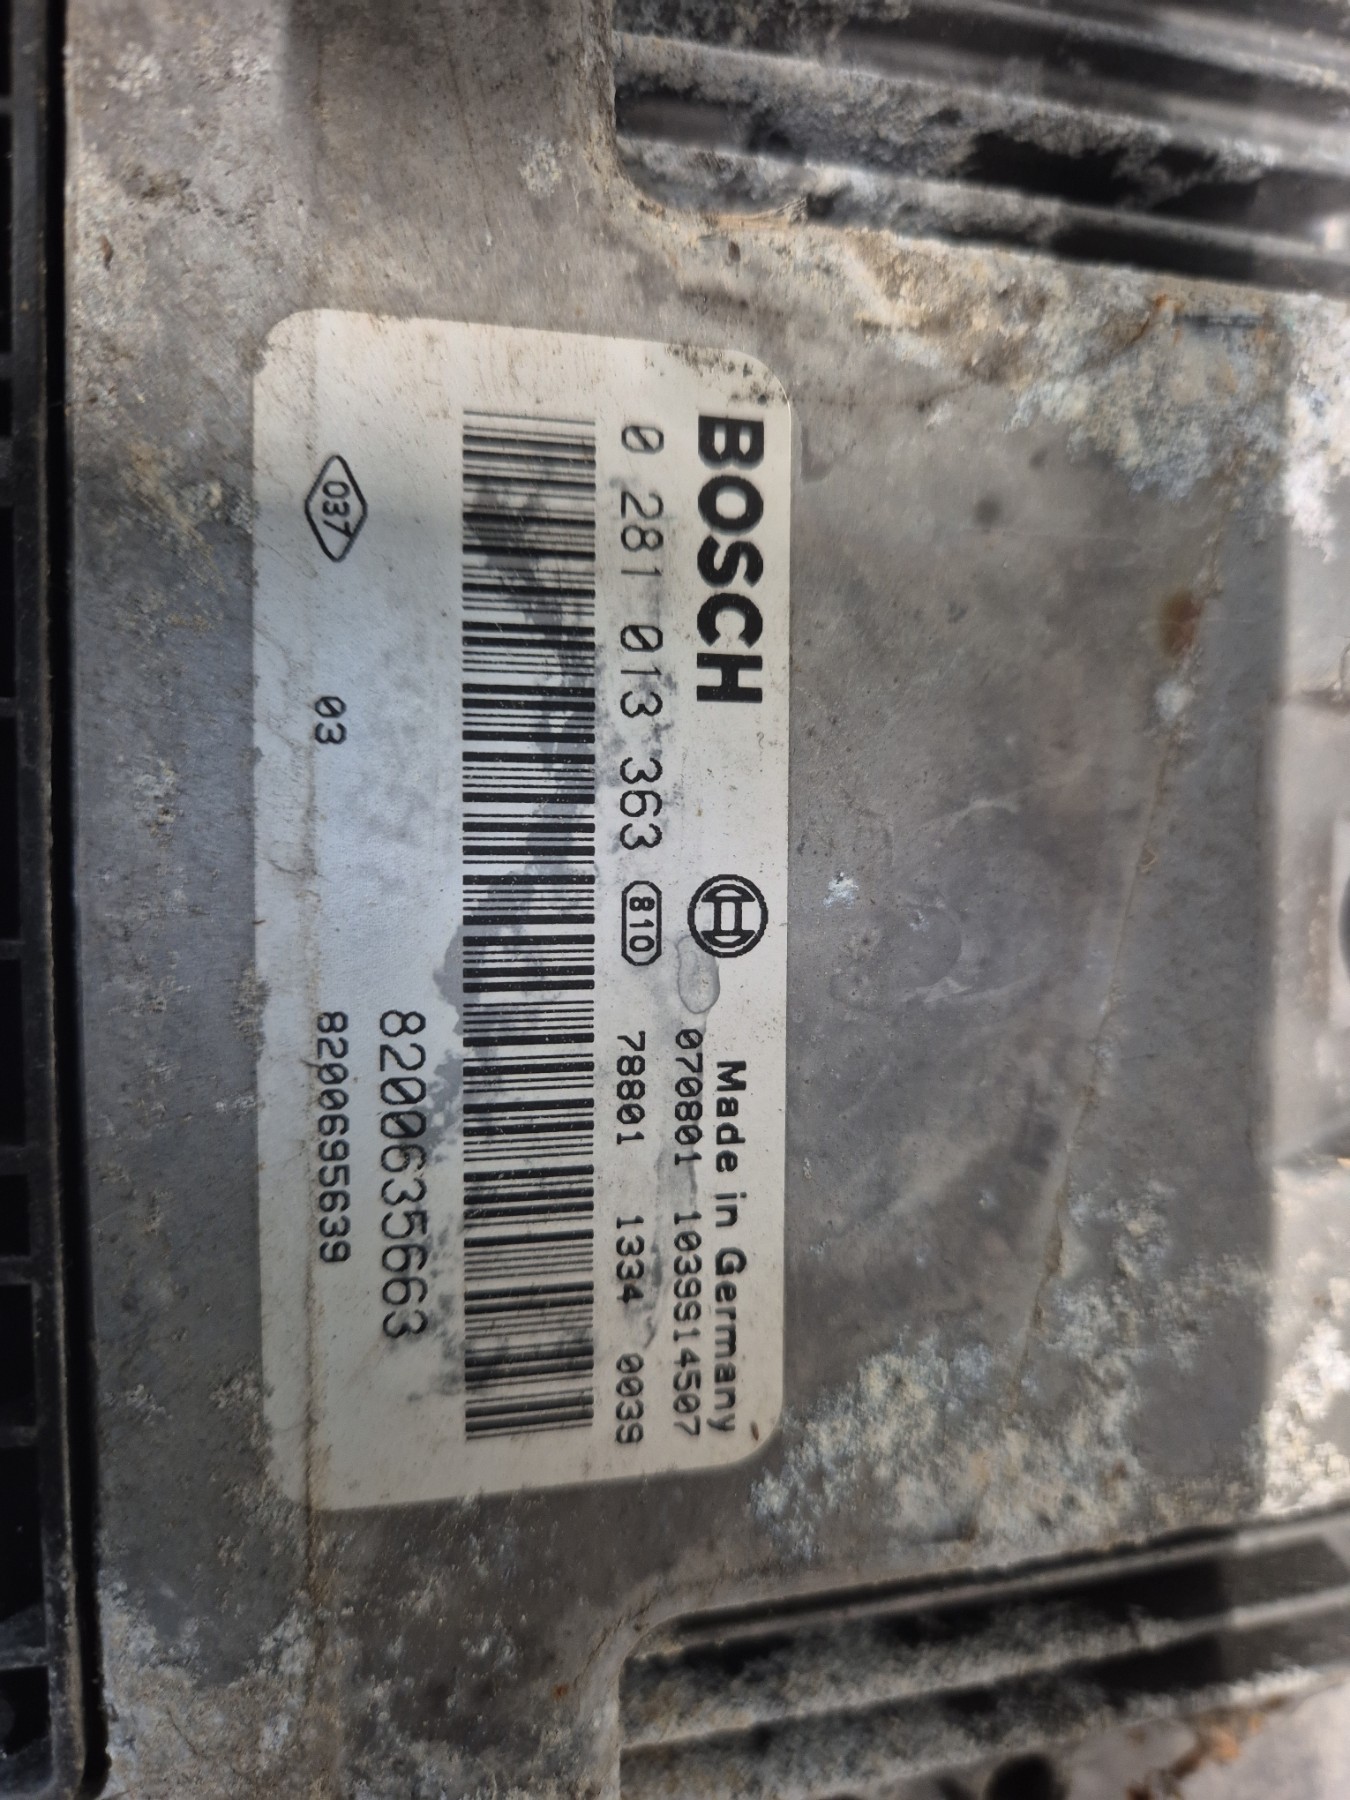 BOSCH
Made in Germany
070801 1039S14507
0 281 013 363 810 78801 1334 0039
8200635663
037 03 8200695639